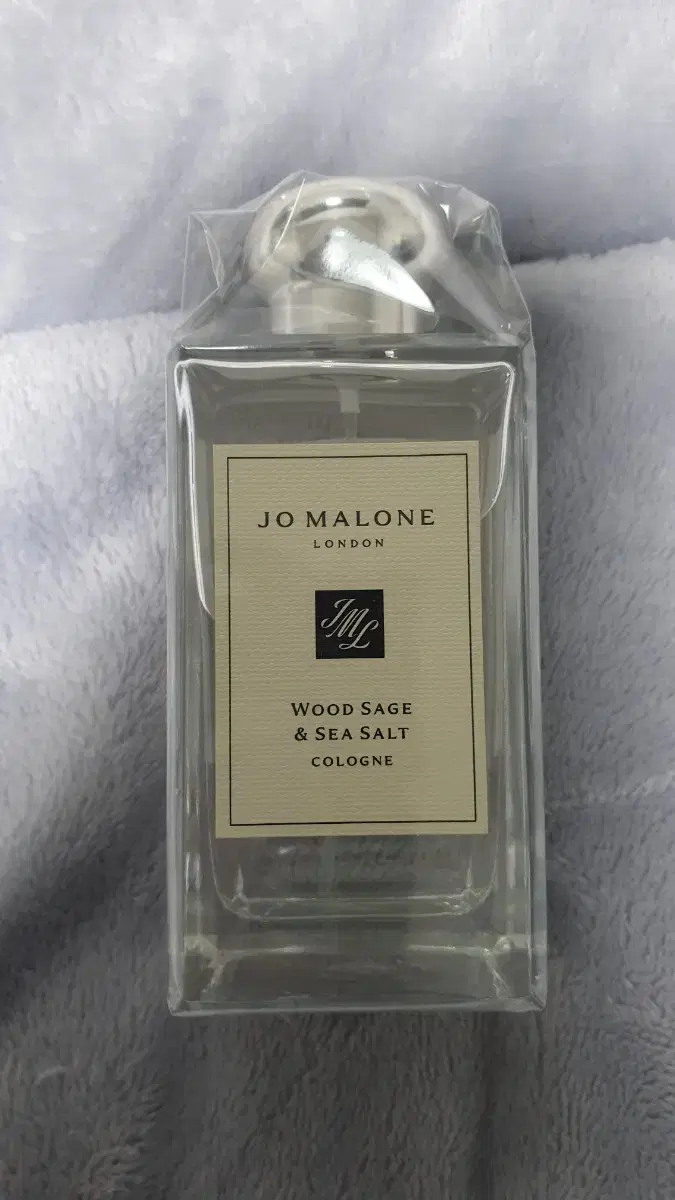 JO MALONE
LONDON
JML
WOOD SAGE
& SEA SALT
COLOGNE